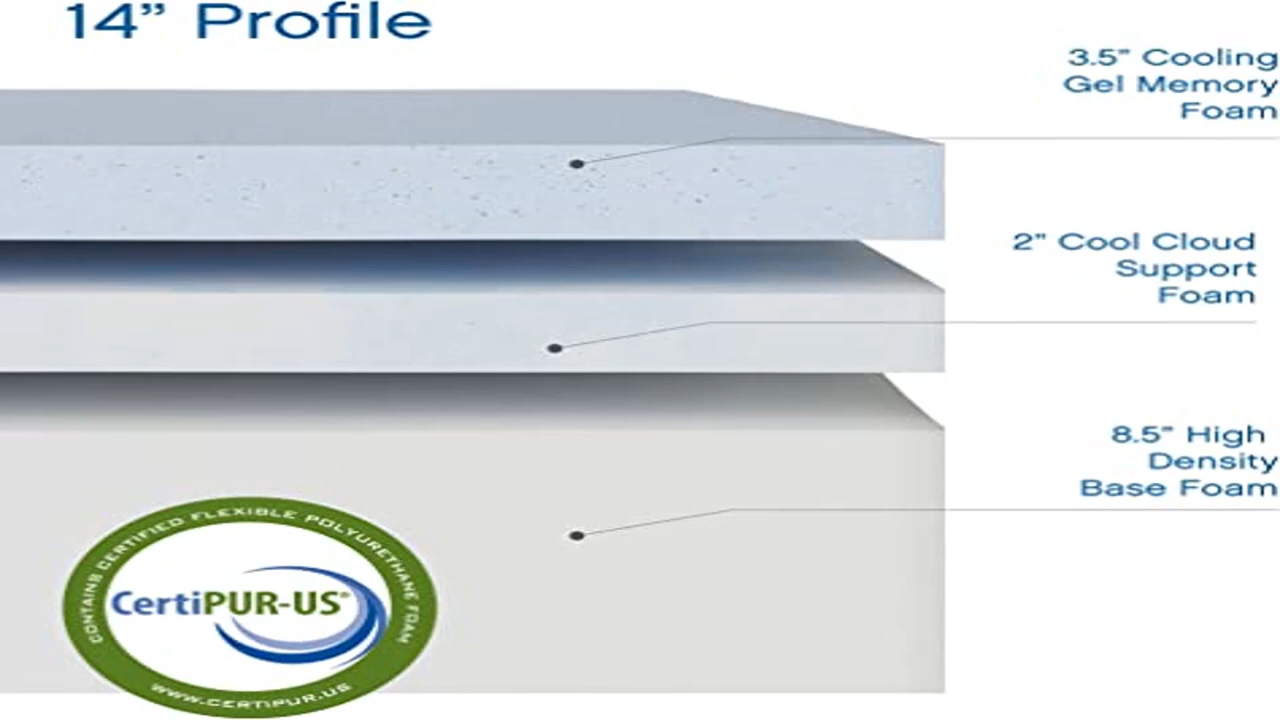 14” Profile
3.5” Cooling
Gel Memory
Foam
2” Cool Cloud
Support
Foam
8.5” High
Density
Base Foam
CONTAINS CERTIFIED FLEXIBLE POLYURETHANE FOAM
CertiPUR-US®
WWW.CERTIPUR.US